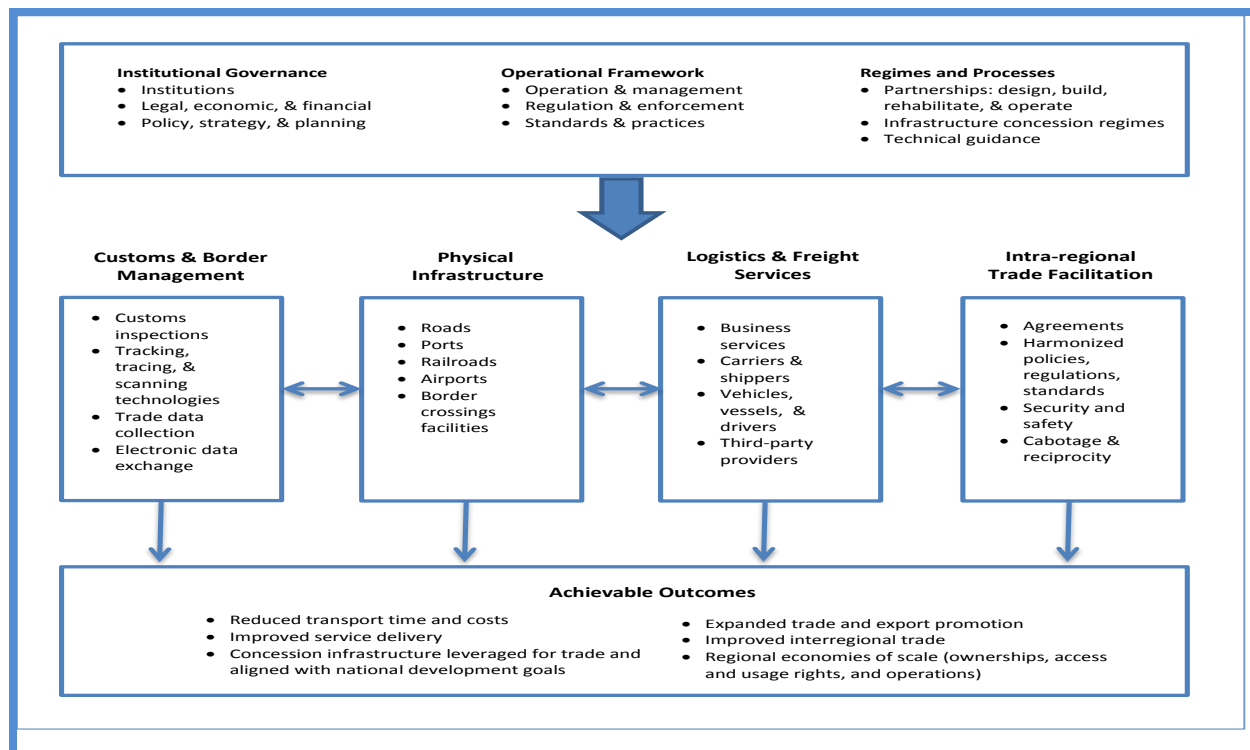 Institutional Governance
• Institutions
• Legal, economic, & financial
• Policy, strategy, & planning
Operational Framework
• Operation & management
• Regulation & enforcement
• Standards & practices
Regimes and Processes
• Partnerships: design, build,
rehabilitate, & operate
• Infrastructure concession regimes
• Technical guidance
Customs & Border
Management
• Customs
inspections
• Tracking,
tracing, &
scanning
technologies
• Trade data
collection
• Electronic data
exchange
Physical
Infrastructure
• Roads
• Ports
• Railroads
• Airports
• Border
crossings
facilities
Logistics & Freight
Services
• Business
services
• Carriers &
shippers
• Vehicles,
vessels, &
drivers
• Third-party
providers
Intra-regional
Trade Facilitation
• Agreements
• Harmonized
policies,
regulations,
standards
• Security and
safety
• Cabotage &
reciprocity
Achievable Outcomes
• Reduced transport time and costs
• Improved service delivery
• Concession infrastructure leveraged for trade and
aligned with national development goals
• Expanded trade and export promotion
• Improved interregional trade
• Regional economies of scale (ownerships, access
and usage rights, and operations)